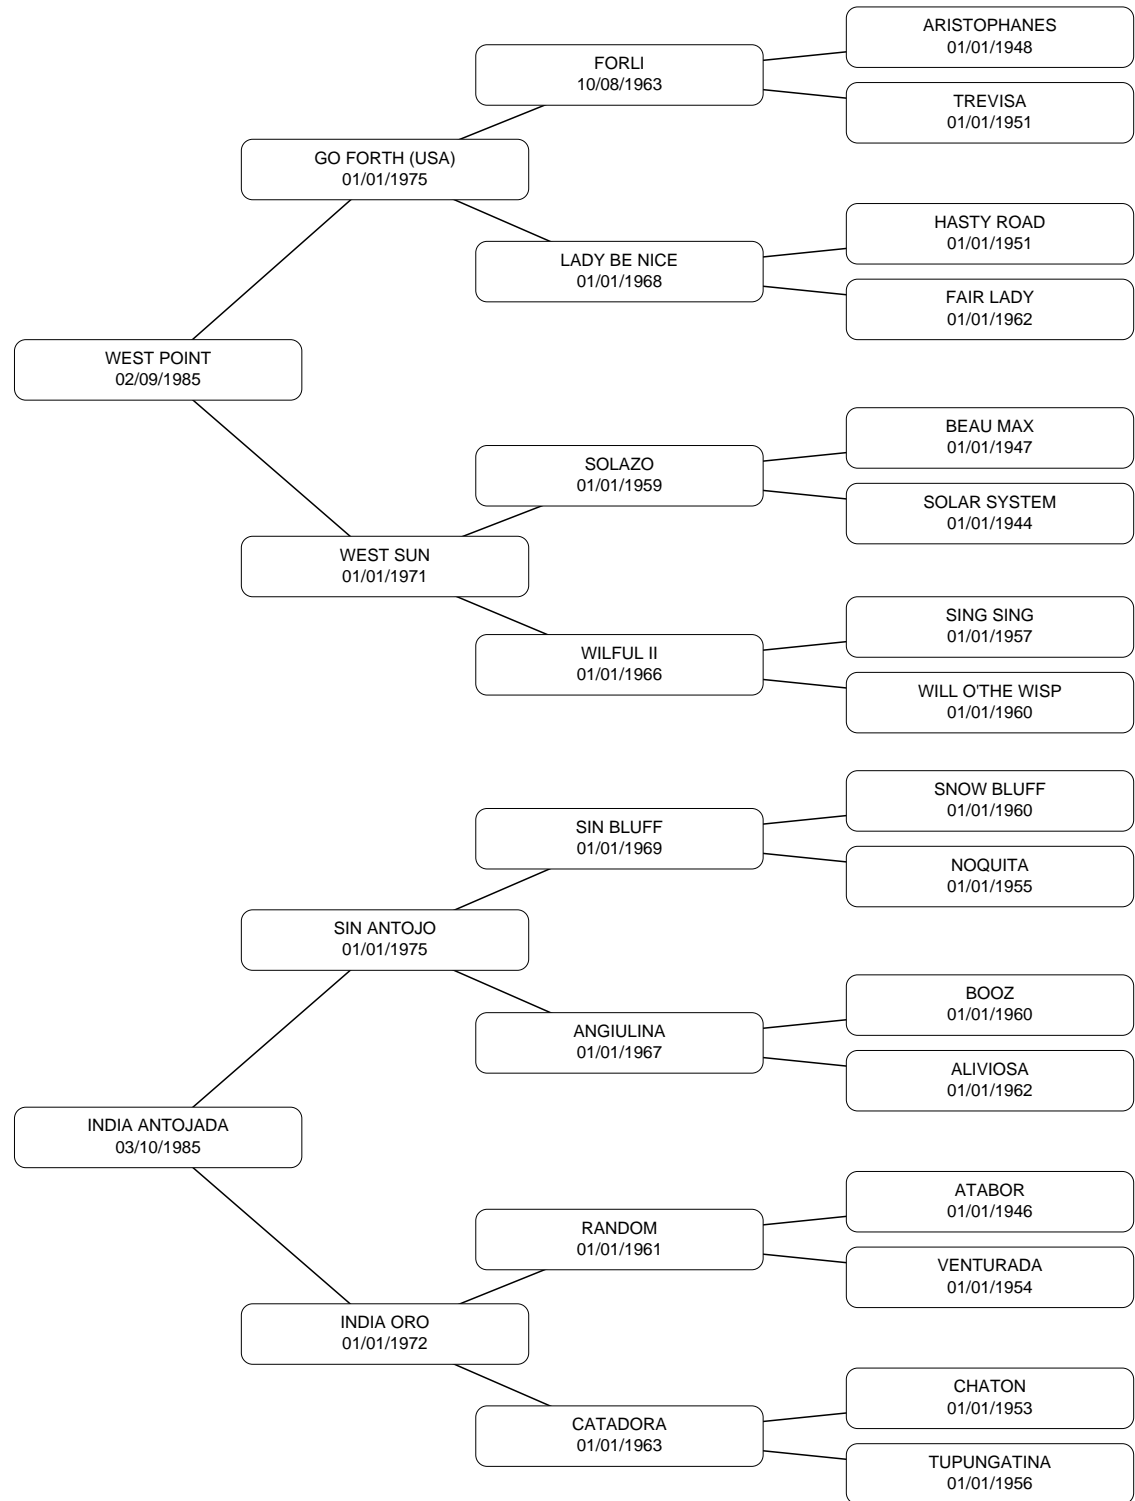 ARISTOPHANES
01/01/1948
FORLI
10/08/1963
TREVISA
01/01/1951
GO FORTH (USA)
01/01/1975
HASTY ROAD
01/01/1951
LADY BE NICE
01/01/1968
FAIR LADY
01/01/1962
WEST POINT
02/09/1985
BEAU MAX
01/01/1947
SOLAZO
01/01/1959
SOLAR SYSTEM
01/01/1944
WEST SUN
01/01/1971
SING SING
01/01/1957
WILFUL II
01/01/1966
WILL O'THE WISP
01/01/1960
SNOW BLUFF
01/01/1960
SIN BLUFF
01/01/1969
NOQUITA
01/01/1955
SIN ANTOJO
01/01/1975
BOOZ
01/01/1960
ANGIULINA
01/01/1967
ALIVIOSA
01/01/1962
INDIA ANTOJADA
03/10/1985
ATABOR
01/01/1946
RANDOM
01/01/1961
VENTURADA
01/01/1954
INDIA ORO
01/01/1972
CHATON
01/01/1953
CATADORA
01/01/1963
TUPUNGATINA
01/01/1956